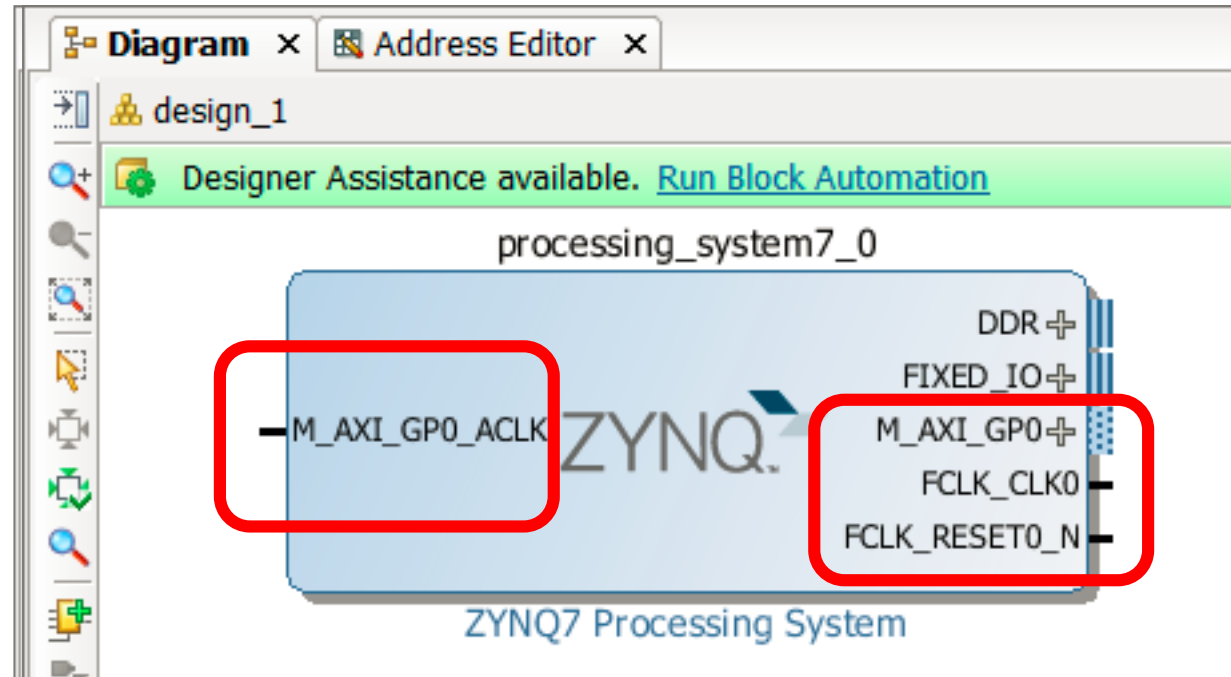 Diagram × Address Editor ×
design_1
Designer Assistance available. Run Block Automation
processing_system7_0
DDR
FIXED_IO
M_AXI_GP0_ACLK
ZYNQ™
M_AXI_GP0
FCLK_CLK0
FCLK_RESET0_N
ZYNQ7 Processing System